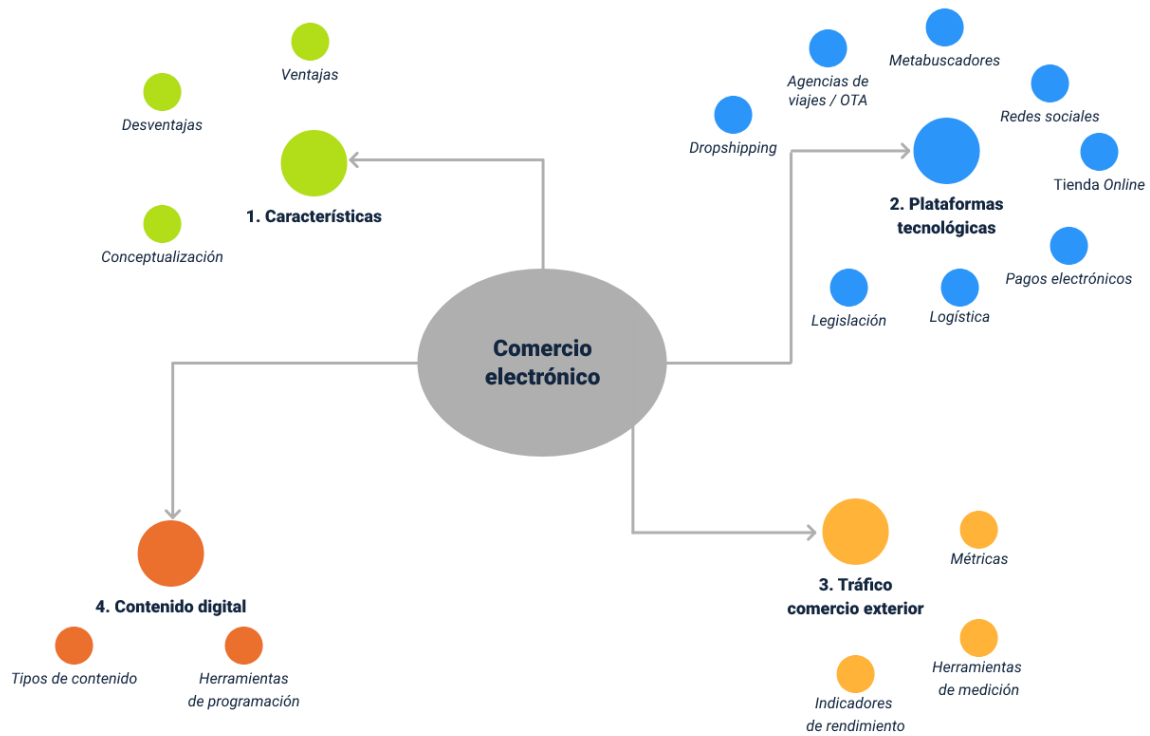 Ventajas
Desventajas
1. Características
Conceptualización
Metabuscadores
Agencias de
viajes / OTA
Redes sociales
Dropshipping
Tienda Online
2. Plataformas
tecnológicas
Pagos electrónicos
Legislación
Logística
Comercio
electrónico
3. Tráfico
comercio exterior
Métricas
Herramientas
de medición
Indicadores
de rendimiento
4. Contenido digital
Tipos de contenido
Herramientas
de programación